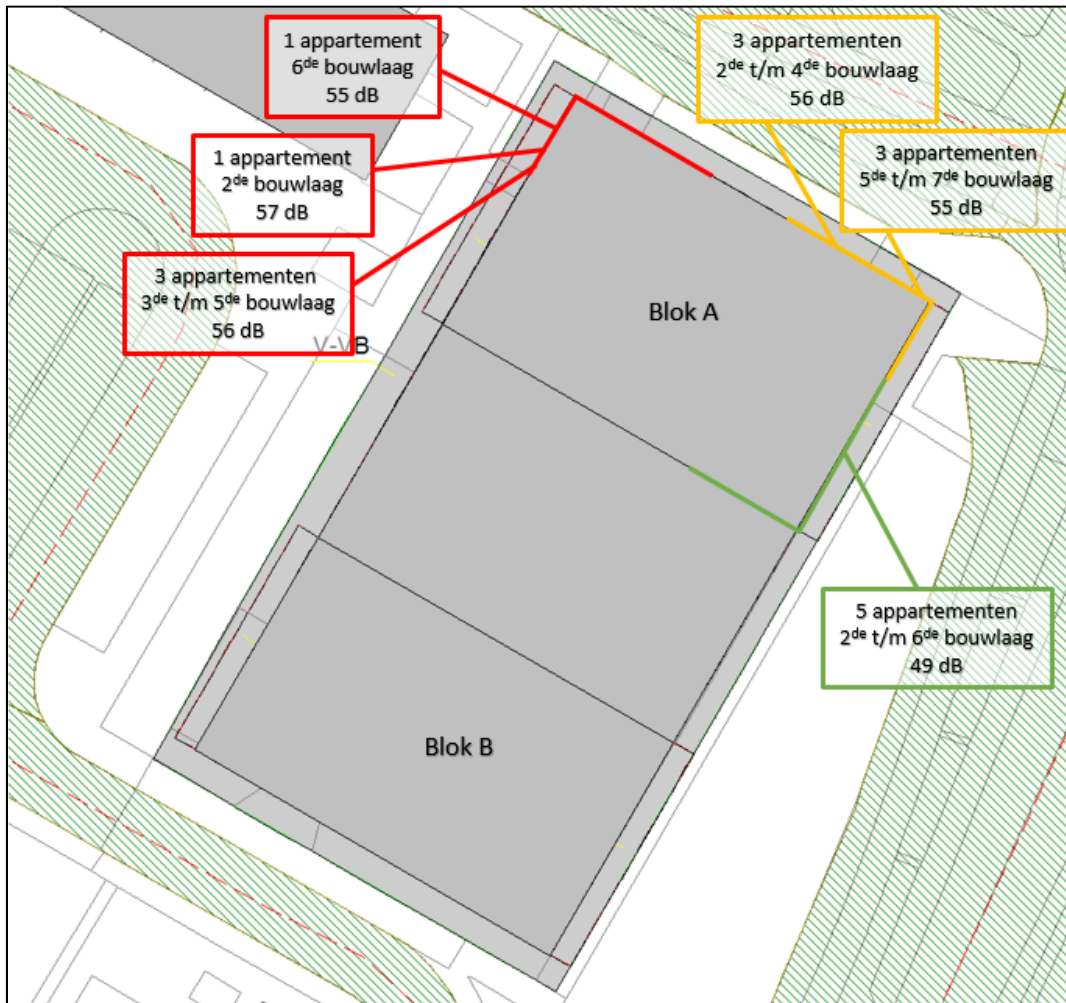 1 appartement
6de bouwlaag
55 dB
3 appartementen
2de t/m 4de bouwlaag
56 dB
1 appartement
2de bouwlaag
57 dB
3 appartementen
5de t/m 7de bouwlaag
55 dB
3 appartementen
3de t/m 5de bouwlaag
56 dB
V-VB
Blok A
5 appartementen
2de t/m 6de bouwlaag
49 dB
Blok B